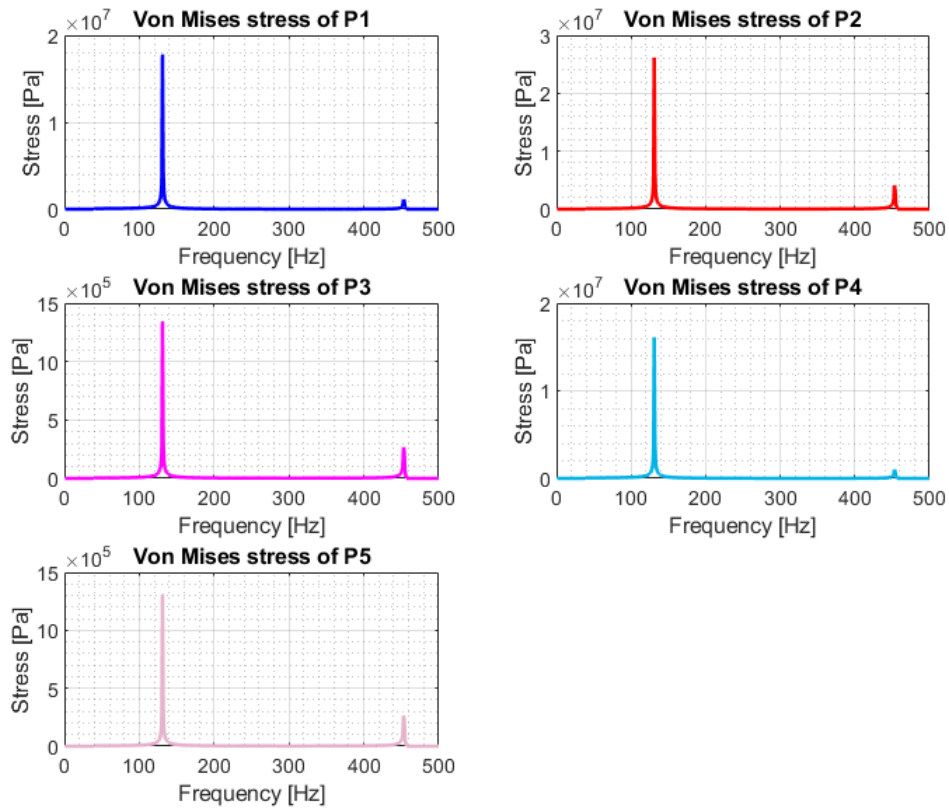 Von Mises stress of P1
×10^7
2
1
0
Stress [Pa]
0 100 200 300 400 500
Frequency [Hz]
Von Mises stress of P2
×10^7
3
2
1
0
Stress [Pa]
0 100 200 300 400 500
Frequency [Hz]
Von Mises stress of P3
×10^5
15
10
5
0
Stress [Pa]
0 100 200 300 400 500
Frequency [Hz]
Von Mises stress of P4
×10^7
2
1
0
Stress [Pa]
0 100 200 300 400 500
Frequency [Hz]
Von Mises stress of P5
×10^5
15
10
5
0
Stress [Pa]
0 100 200 300 400 500
Frequency [Hz]